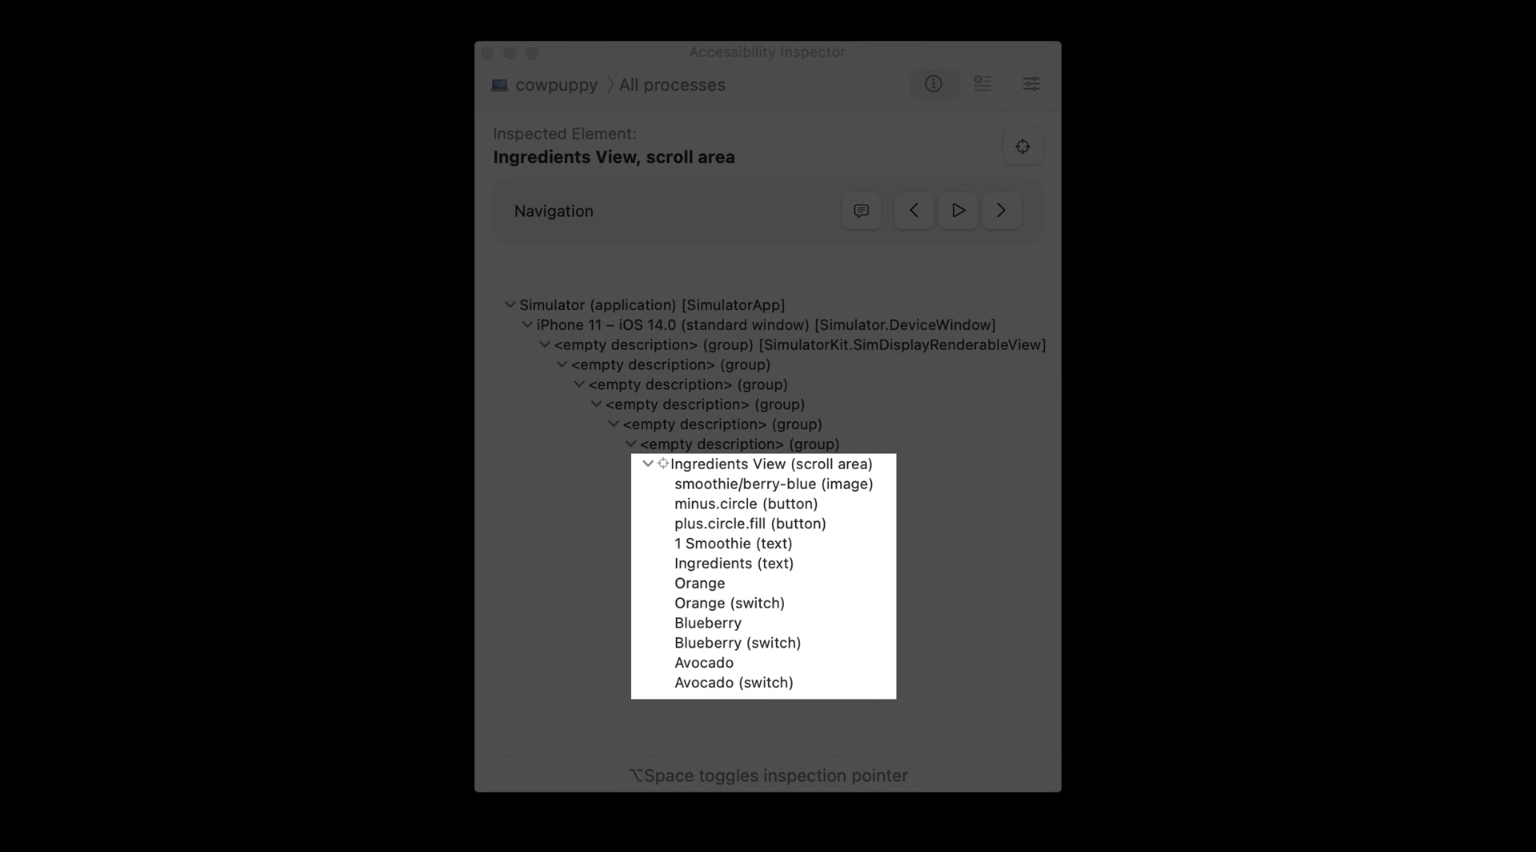 Accessibility Inspector
cowpuppy 〉All processes
Inspected Element:
Ingredients View, scroll area
Navigation
Simulator (application) [SimulatorApp]
iPhone 11 – iOS 14.0 (standard window) [Simulator.DeviceWindow]
<empty description> (group) [SimulatorKit.SimDisplayRenderableView]
<empty description> (group)
<empty description> (group)
<empty description> (group)
<empty description> (group)
<empty description> (group)
Ingredients View (scroll area)
smoothie/berry-blue (image)
minus.circle (button)
plus.circle.fill (button)
1 Smoothie (text)
Ingredients (text)
Orange
Orange (switch)
Blueberry
Blueberry (switch)
Avocado
Avocado (switch)
⌥Space toggles inspection pointer